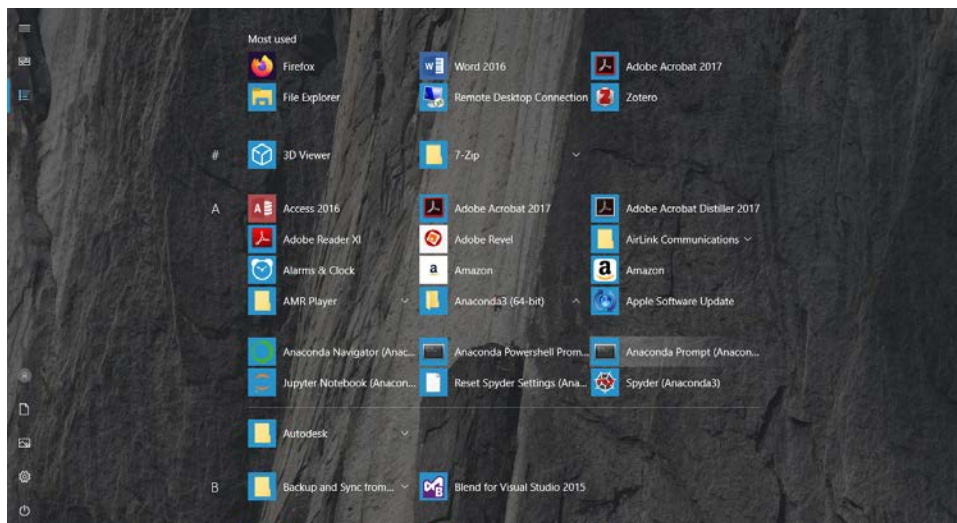 Most used
Firefox
Word 2016
Adobe Acrobat 2017
File Explorer
Remote Desktop Connection
Zotero
#
3D Viewer
7-Zip
A
Access 2016
Adobe Acrobat 2017
Adobe Acrobat Distiller 2017
Adobe Reader XI
Adobe Revel
AirLink Communications
Alarms & Clock
Amazon
Amazon
AMR Player
Anaconda3 (64-bit)
Apple Software Update
Anaconda Navigator (Anac...
Anaconda Powershell Prom...
Anaconda Prompt (Anacon...
Jupyter Notebook (Anacon...
Reset Spyder Settings (Ana...
Spyder (Anaconda3)
Autodesk
B
Backup and Sync from...
Blend for Visual Studio 2015